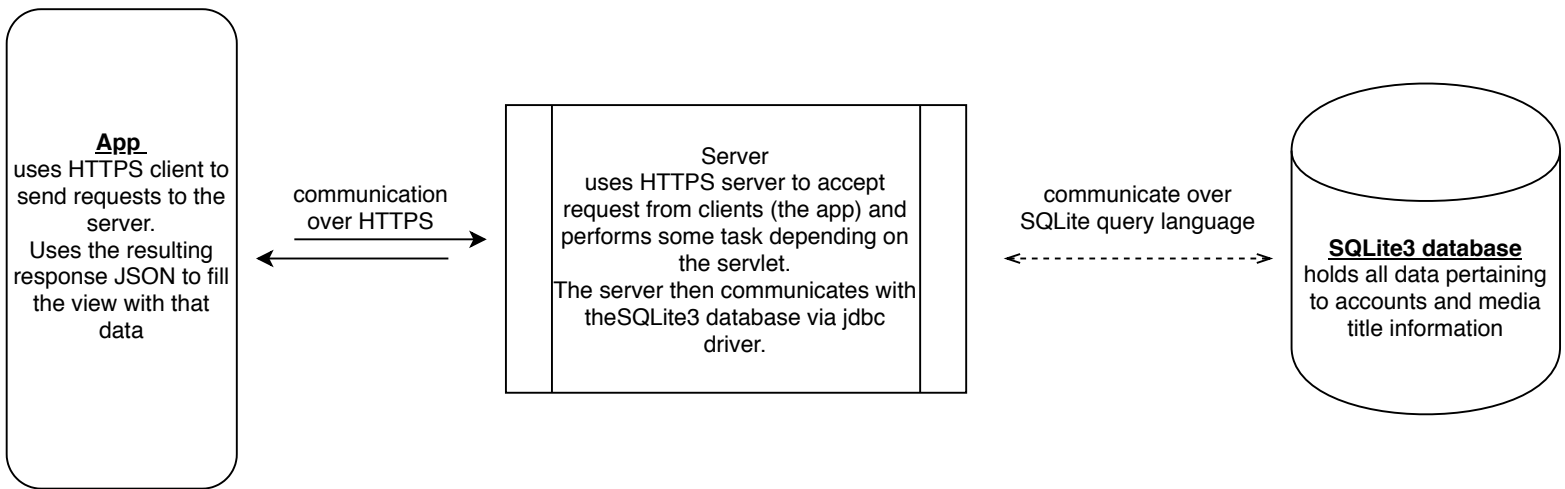 App
uses HTTPS client to
send requests to the
server.
Uses the resulting
response JSON to fill
the view with that
data
communication
over HTTPS
Server
uses HTTPS server to accept
request from clients (the app) and
performs some task depending on
the servlet.
The server then communicates with
theSQLite3 database via jdbc
driver.
communicate over
SQLite query language
SQLite3 database
holds all data pertaining
to accounts and media
title information